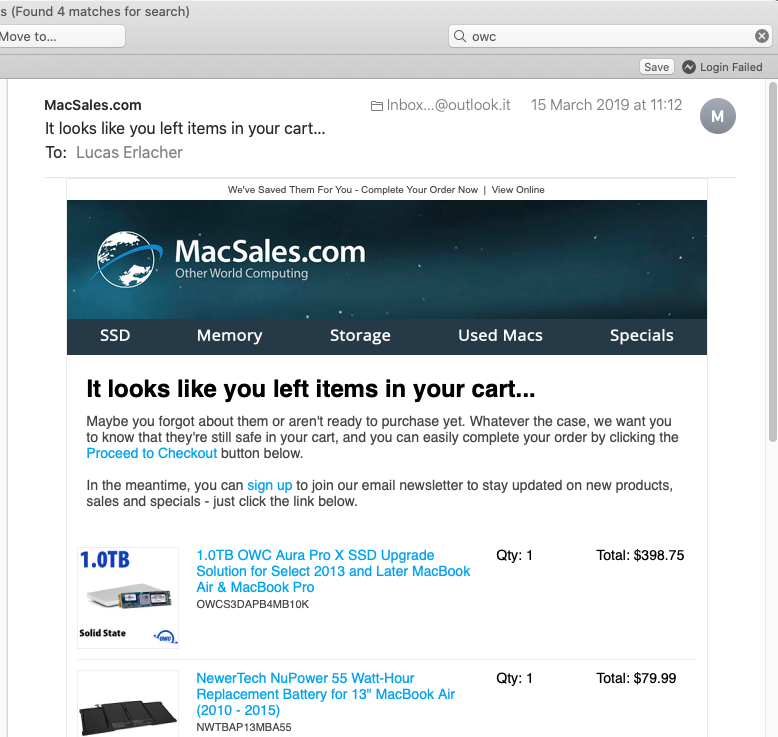 s (Found 4 matches for search)
Move to...
owc
Save Login Failed
MacSales.com Inbox...@outlook.it 15 March 2019 at 11:12
M
It looks like you left items in your cart...
To: Lucas Erlacher
We've Saved Them For You - Complete Your Order Now | View Online
MacSales.com
Other World Computing
SSD Memory Storage Used Macs Specials
It looks like you left items in your cart...
Maybe you forgot about them or aren't ready to purchase yet. Whatever the case, we want you
to know that they're still safe in your cart, and you can easily complete your order by clicking the
Proceed to Checkout button below.
In the meantime, you can sign up to join our email newsletter to stay updated on new products,
sales and specials - just click the link below.
1.0TB
Solid State
OWC
1.0TB OWC Aura Pro X SSD Upgrade
Solution for Select 2013 and Later MacBook
Air & MacBook Pro
OWCS3DAPB4MB10K
Qty: 1 Total: $398.75
NewerTech NuPower 55 Watt-Hour
Replacement Battery for 13" MacBook Air
(2010 - 2015)
NWTBAP13MBA55
Qty: 1 Total: $79.99